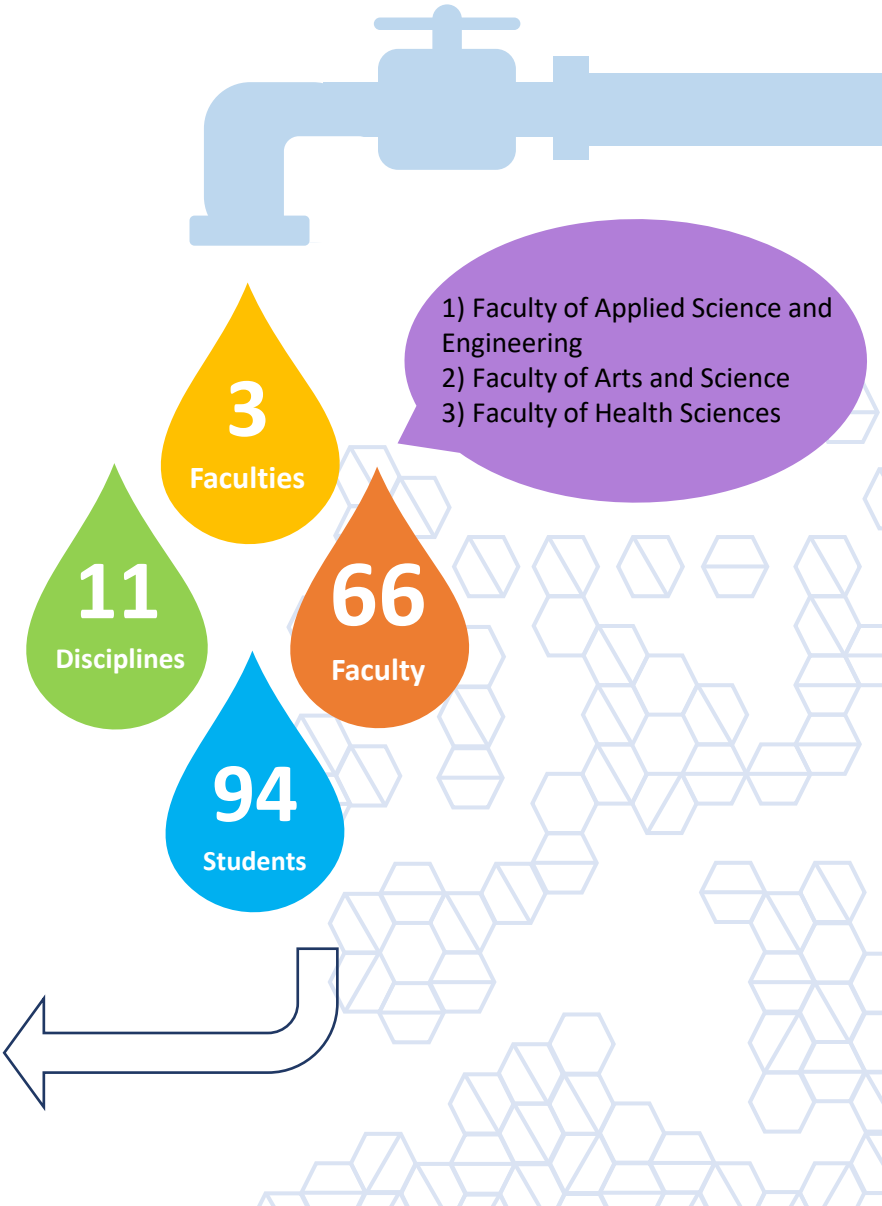 1) Faculty of Applied Science and
Engineering
2) Faculty of Arts and Science
3) Faculty of Health Sciences
3
Faculties
11
Disciplines
66
Faculty
94
Students